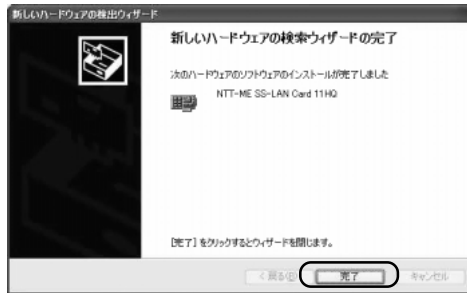 新しいハードウェアの検出ウィザード
新しいハードウェアの検索ウィザードの完了
次のハードウェアのソフトウェアのインストールが完了しました
NTT-ME SS-LAN Card 11HQ
[完了] をクリックするとウィザードを閉じます。
< 戻る(B)
完了
キャンセル